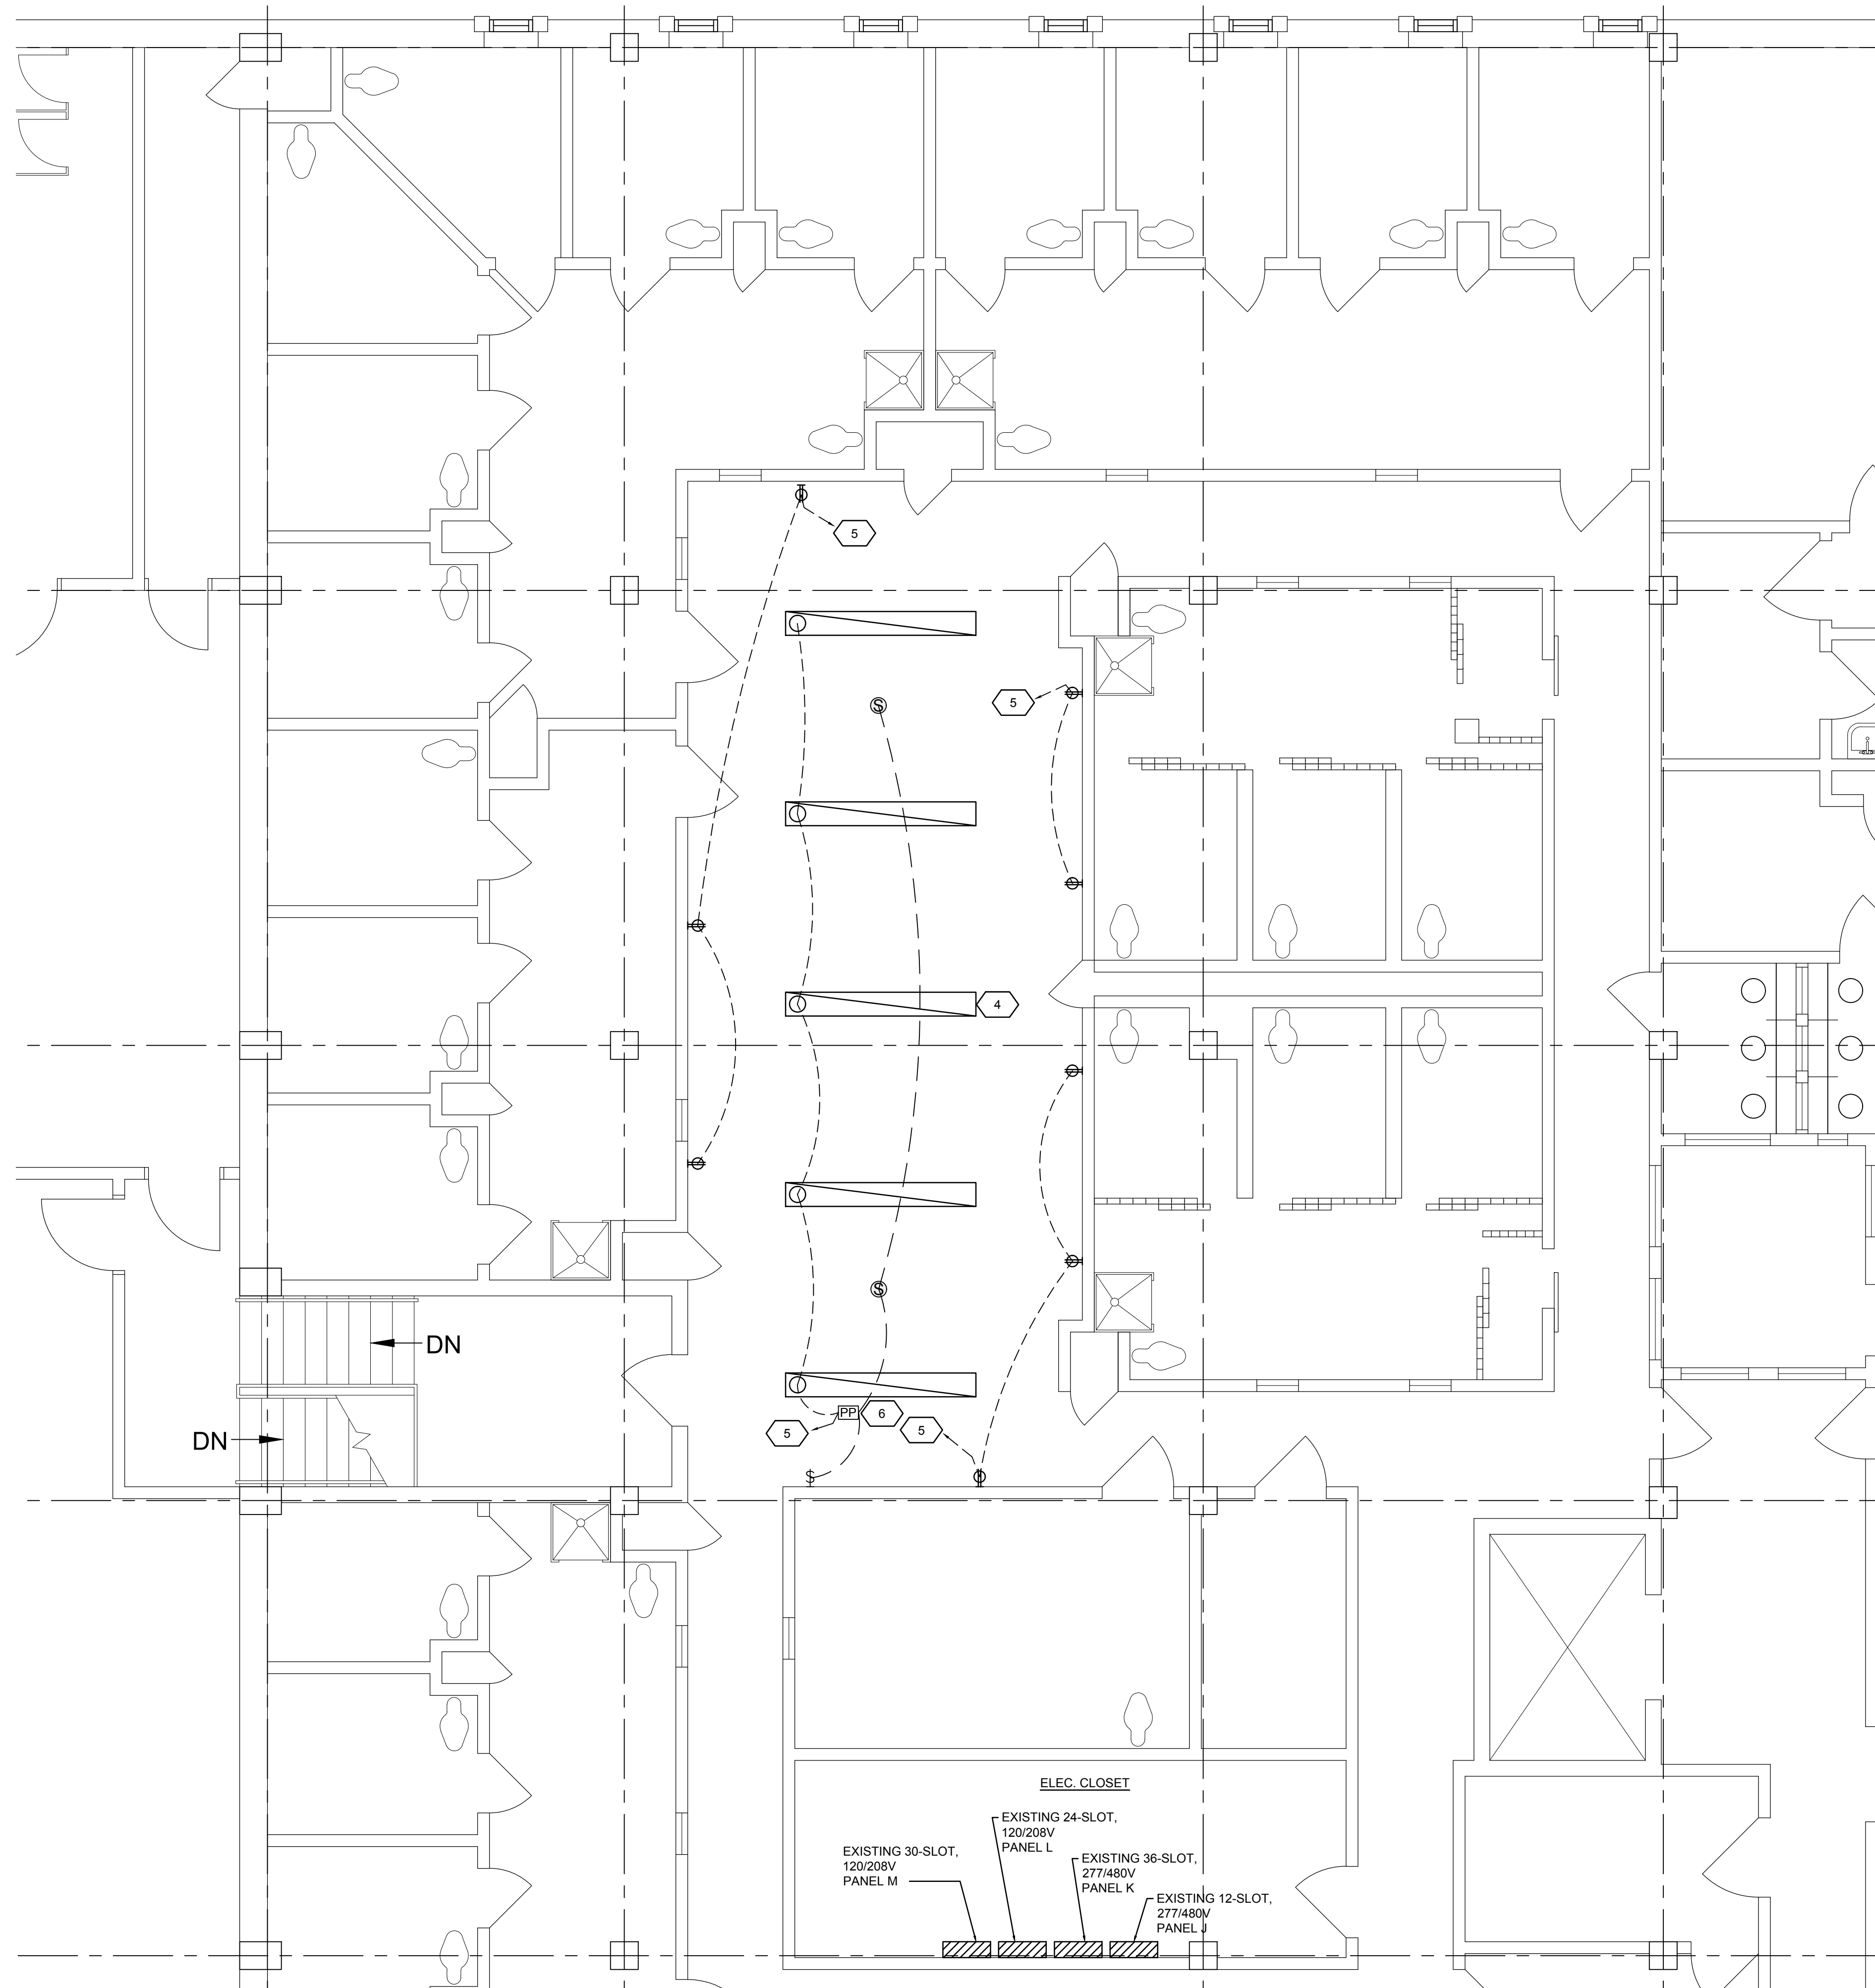 5
5
S
4
S
DN
PP
6
5
5
DN
S
ELEC. CLOSET
EXISTING 24-SLOT,
120/208V
PANEL L
EXISTING 30-SLOT,
120/208V
PANEL M
EXISTING 36-SLOT,
277/480V
PANEL K
EXISTING 12-SLOT,
277/480V
PANEL J